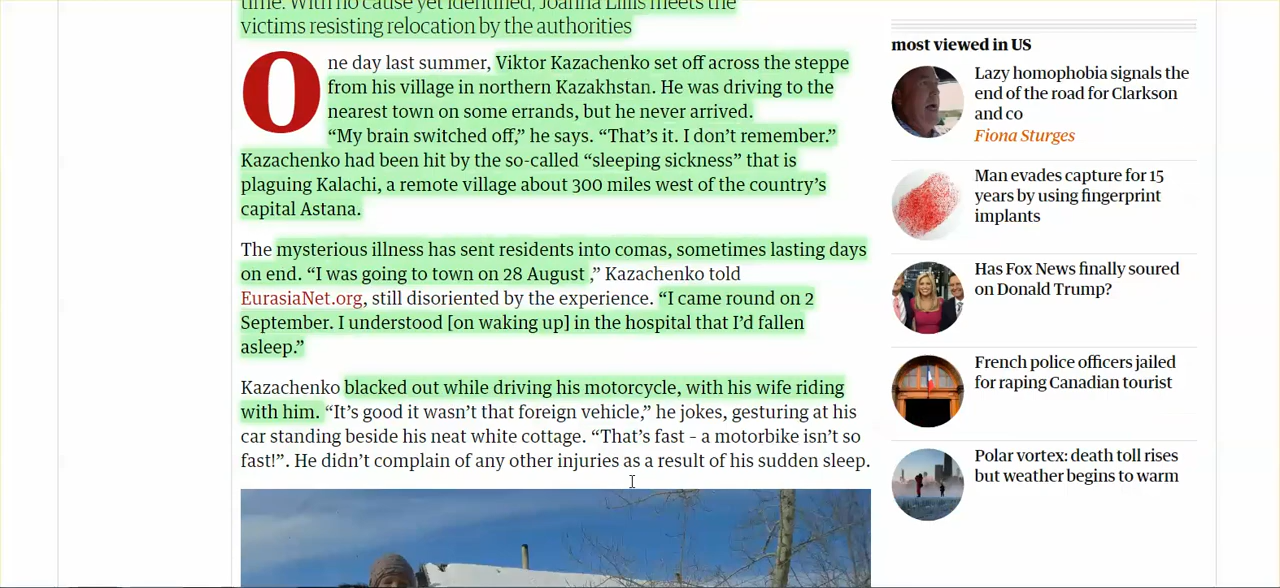 time. With no cause yet identified, Joanna Lillis meets the
victims resisting relocation by the authorities
One day last summer, Viktor Kazachenko set off across the steppe
from his village in northern Kazakhstan. He was driving to the
nearest town on some errands, but he never arrived.
“My brain switched off,” he says. “That’s it. I don’t remember.”
Kazachenko had been hit by the so-called “sleeping sickness” that is
plaguing Kalachi, a remote village about 300 miles west of the country’s
capital Astana.
The mysterious illness has sent residents into comas, sometimes lasting days
on end. “I was going to town on 28 August ,” Kazachenko told
EurasiaNet.org, still disoriented by the experience. “I came round on 2
September. I understood [on waking up] in the hospital that I’d fallen
asleep.”
Kazachenko blacked out while driving his motorcycle, with his wife riding
with him. “It’s good it wasn’t that foreign vehicle,” he jokes, gesturing at his
car standing beside his neat white cottage. “That’s fast – a motorbike isn’t so
fast!”. He didn’t complain of any other injuries as a result of his sudden sleep.
most viewed in US
Lazy homophobia signals the
end of the road for Clarkson
and co
Fiona Sturges
Man evades capture for 15
years by using fingerprint
implants
Has Fox News finally soured
on Donald Trump?
French police officers jailed
for raping Canadian tourist
Polar vortex: death toll rises
but weather begins to warm